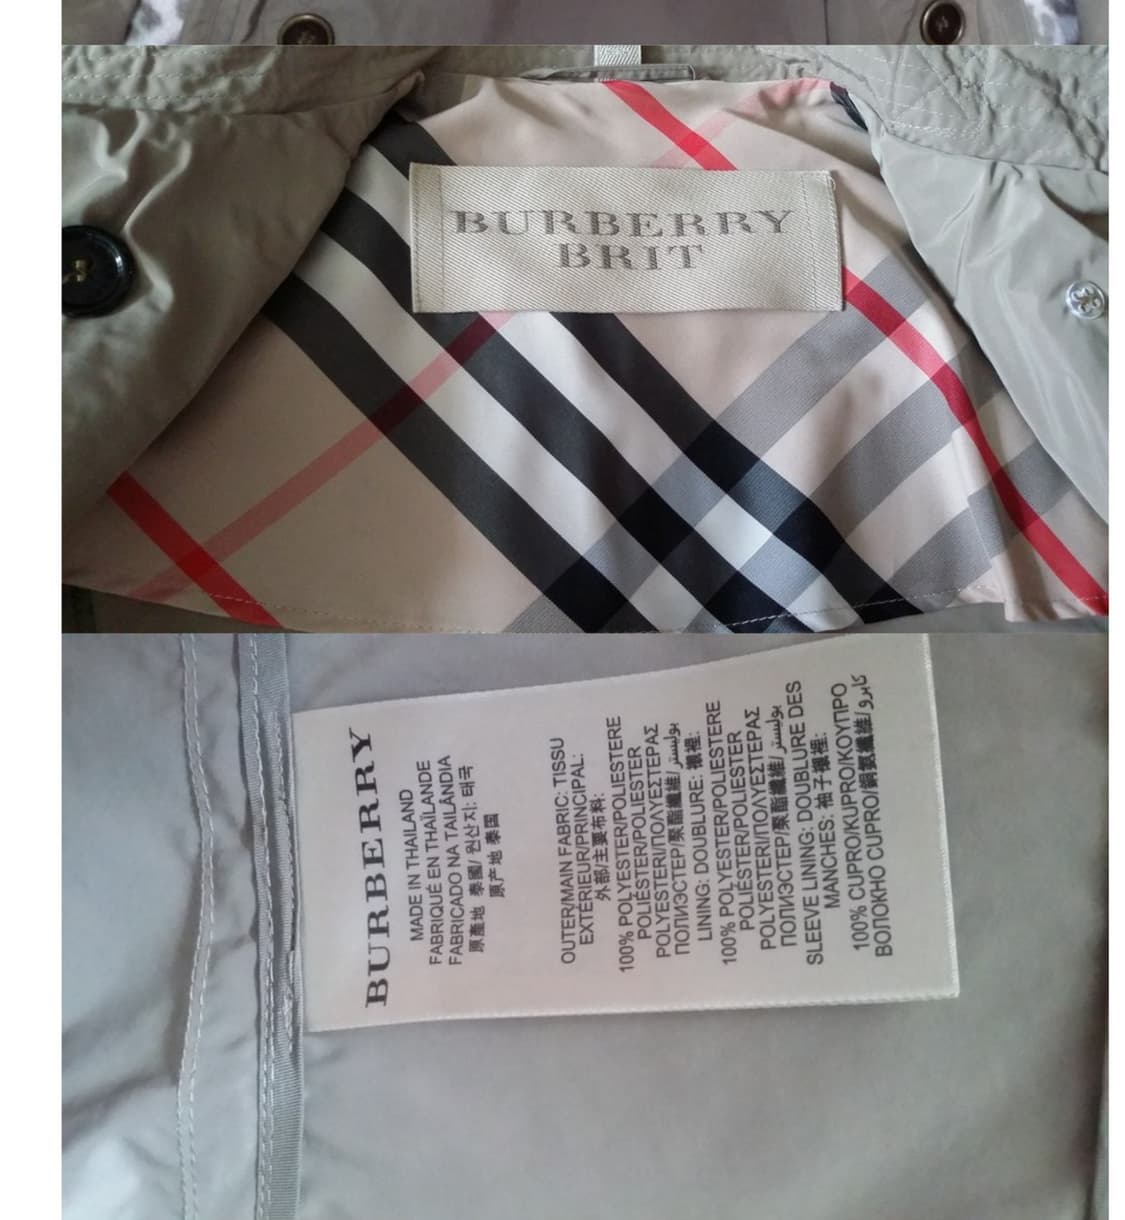 BURBERRY
BRIT
BURBERRY
MADE IN THAILAND
FABRIQUÉ EN THAÏLANDE
FABRICADO NA TAILÂNDIA
原產地 泰國/ 원산지: 태국
原产地 泰国
OUTER/MAIN FABRIC: TISSU
EXTÉRIEUR/PRINCIPAL:
外部/主要布料:
100% POLYESTER/POLIESTERE
POLIÉSTER/POLIESTER
POLYESTERI/ΠΟΛΥΕΣΤΕΡΑΣ
ПОЛИЭСТЕР/聚酯纖維/بوليستر
LINING: DOUBLURE: 襯裡:
100% POLYESTER/POLIESTERE
POLIÉSTER/POLIESTER
POLYESTERI/ΠΟΛΥΕΣΤΕΡΑΣ
ПОЛИЭСТЕР/聚酯纖維/بوليستر
SLEEVE LINING: DOUBLURE DES
MANCHES: 袖子襯裡:
100% CUPRO/KUPRO/ΚΟΥΠΡΟ
ВОЛОКНО CUPRO/銅氨纖維/كابرو